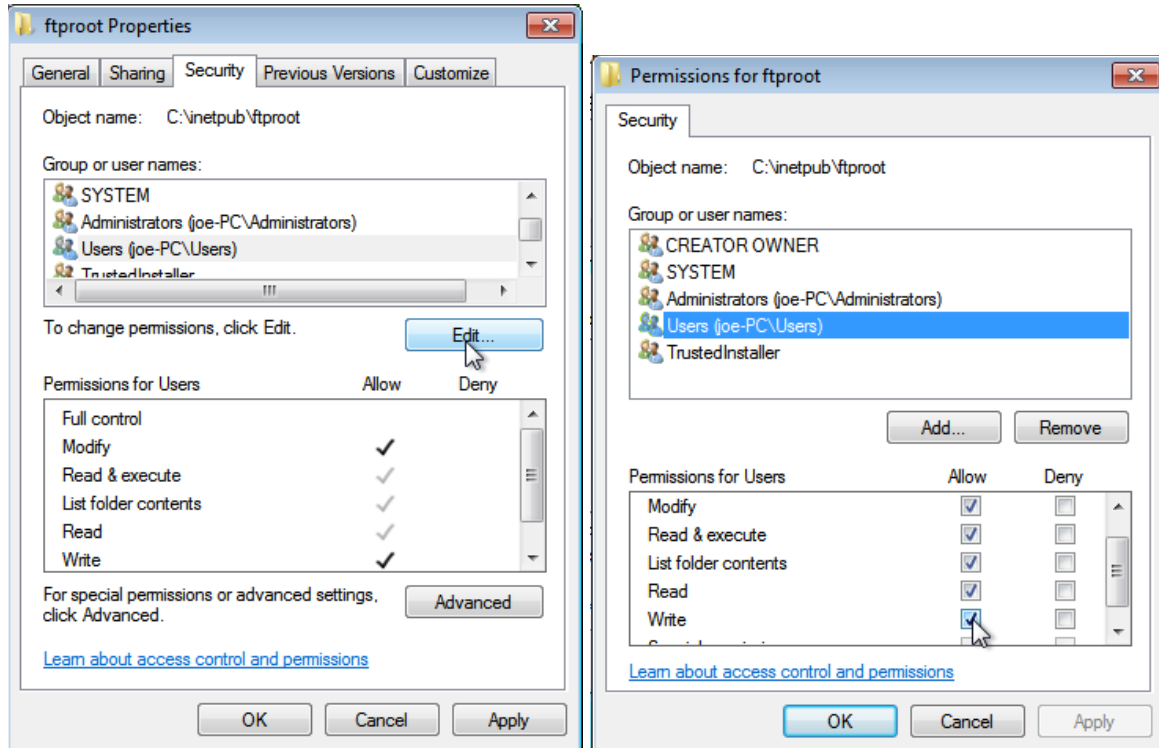 ftproot Properties
General Sharing Security Previous Versions Customize
Object name: C:\inetpub\ftproot
Group or user names:
SYSTEM
Administrators (joe-PC\Administrators)
Users (joe-PC\Users)
TrustedInstaller
To change permissions, click Edit.
Edit...
Permissions for Users Allow Deny
Full control
Modify
Read & execute
List folder contents
Read
Write
For special permissions or advanced settings,
click Advanced.
Advanced
Learn about access control and permissions
OK Cancel Apply
Permissions for ftproot
Security
Object name: C:\inetpub\ftproot
Group or user names:
CREATOR OWNER
SYSTEM
Administrators (joe-PC\Administrators)
Users (joe-PC\Users)
TrustedInstaller
Add... Remove
Permissions for Users Allow Deny
Modify
Read & execute
List folder contents
Read
Write
Learn about access control and permissions
OK Cancel Apply